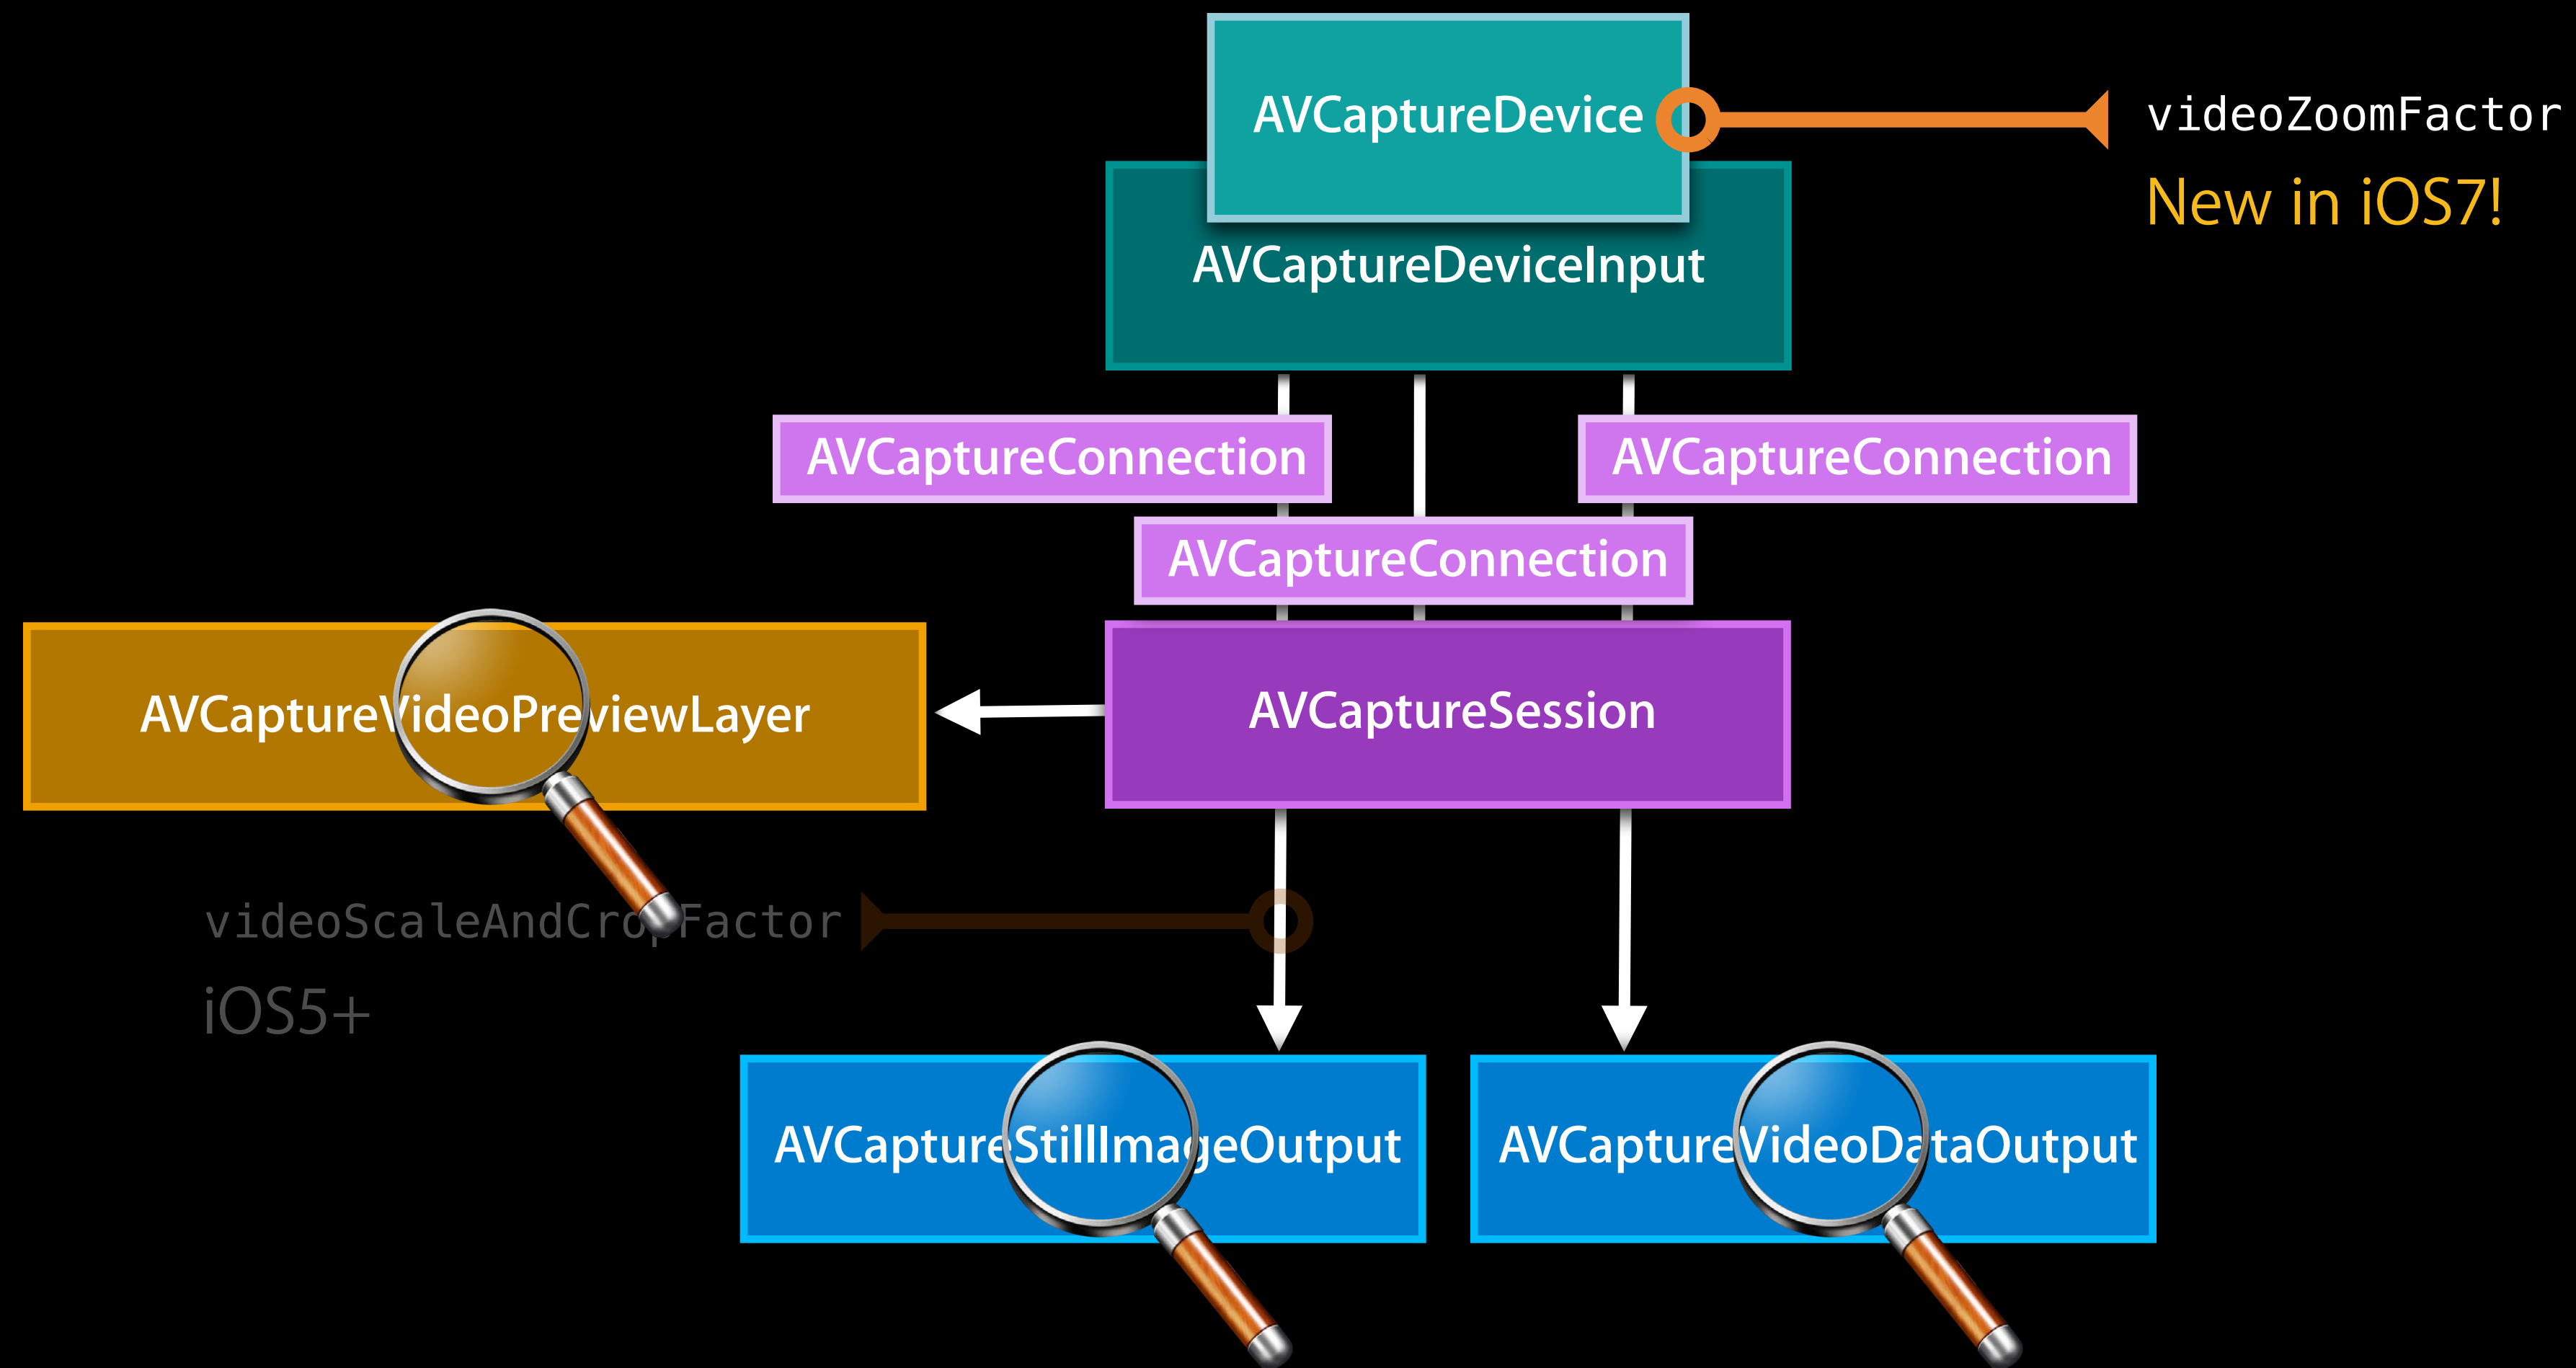 AVCaptureDevice
videoZoomFactor
New in iOS7!
AVCaptureDeviceInput
AVCaptureConnection
AVCaptureConnection
AVCaptureConnection
AVCaptureVideoPreviewLayer
AVCaptureSession
videoScaleAndCropFactor
iOS5+
AVCaptureStillImageOutput
AVCaptureVideoDataOutput